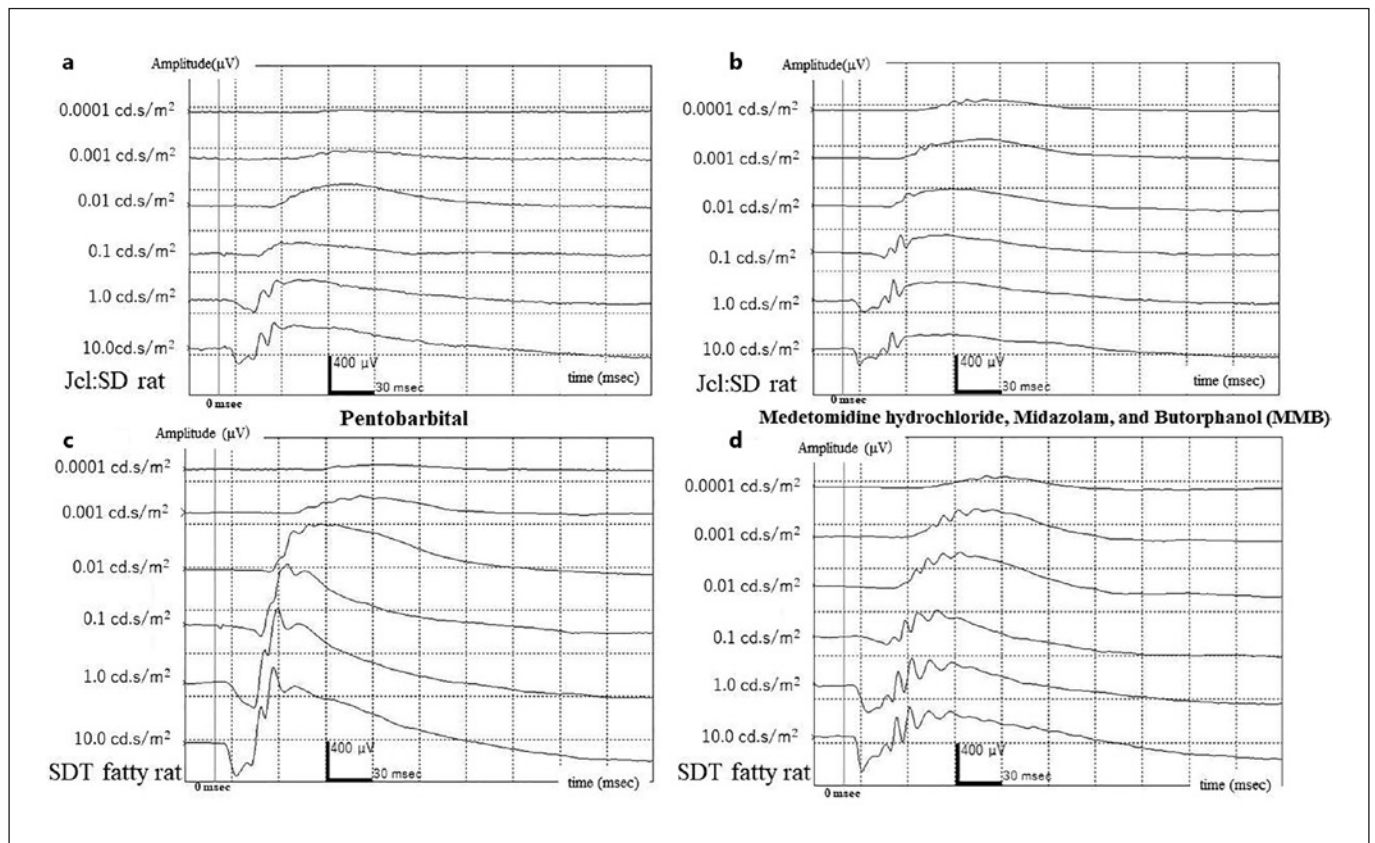 a
Amplitude(μV)
0.0001 cd.s/m²
0.001 cd.s/m²
0.01 cd.s/m²
0.1 cd.s/m²
1.0 cd.s/m²
10.0cd.s/m²
400 μV
30 msec
time (msec)
Jcl:SD rat
0 msec
b
Amplitude(μV)
0.0001 cd.s/m²
0.001 cd.s/m²
0.01 cd.s/m²
0.1 cd.s/m²
1.0 cd.s/m²
10.0 cd.s/m²
400 μV
30 msec
time (msec)
Jcl:SD rat
0 msec
Pentobarbital
Medetomidine hydrochloride, Midazolam, and Butorphanol (MMB)
c
Amplitude (μV)
0.0001 cd.s/m²
0.001 cd.s/m²
0.01 cd.s/m²
0.1 cd.s/m²
1.0 cd.s/m²
10.0 cd.s/m²
400 μV
30 msec
time (msec)
SDT fatty rat
0 msec
d
Amplitude (μV)
0.0001 cd.s/m²
0.001 cd.s/m²
0.01 cd.s/m²
0.1 cd.s/m²
1.0 cd.s/m²
10.0 cd.s/m²
400 μV
30 msec
time (msec)
SDT fatty rat
0 msec